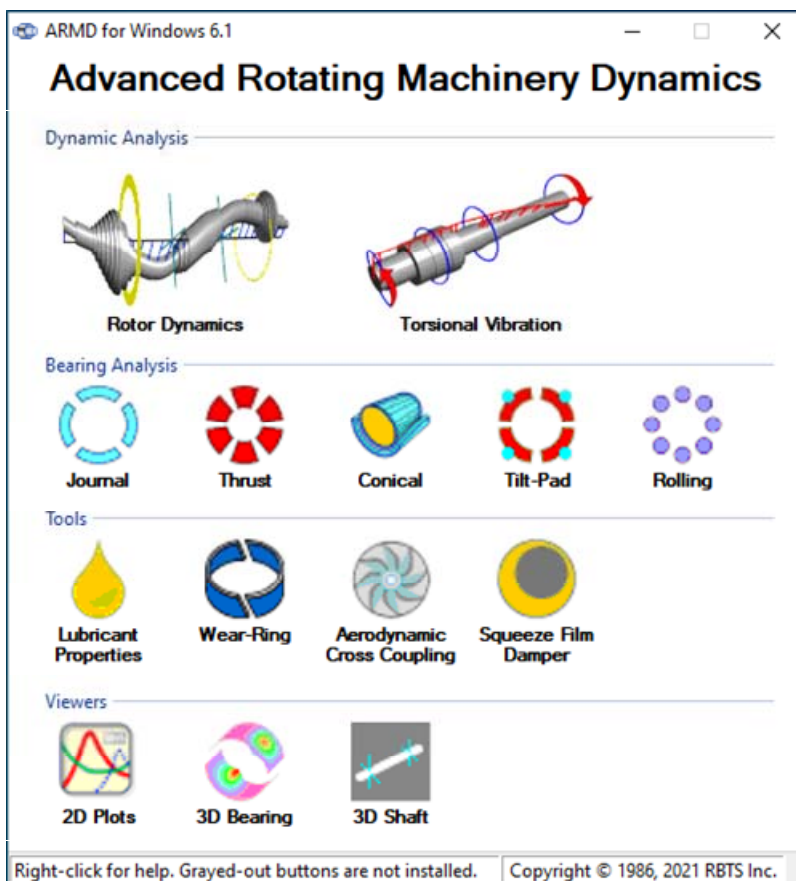 ARMD for Windows 6.1
Advanced Rotating Machinery Dynamics
Dynamic Analysis
Rotor Dynamics
Torsional Vibration
Bearing Analysis
Journal
Thrust
Conical
Tilt-Pad
Rolling
Tools
Lubricant
Properties
Wear-Ring
Aerodynamic
Cross Coupling
Squeeze Film
Damper
Viewers
2D Plots
3D Bearing
3D Shaft
Right-click for help. Grayed-out buttons are not installed.
Copyright © 1986, 2021 RBTS Inc.